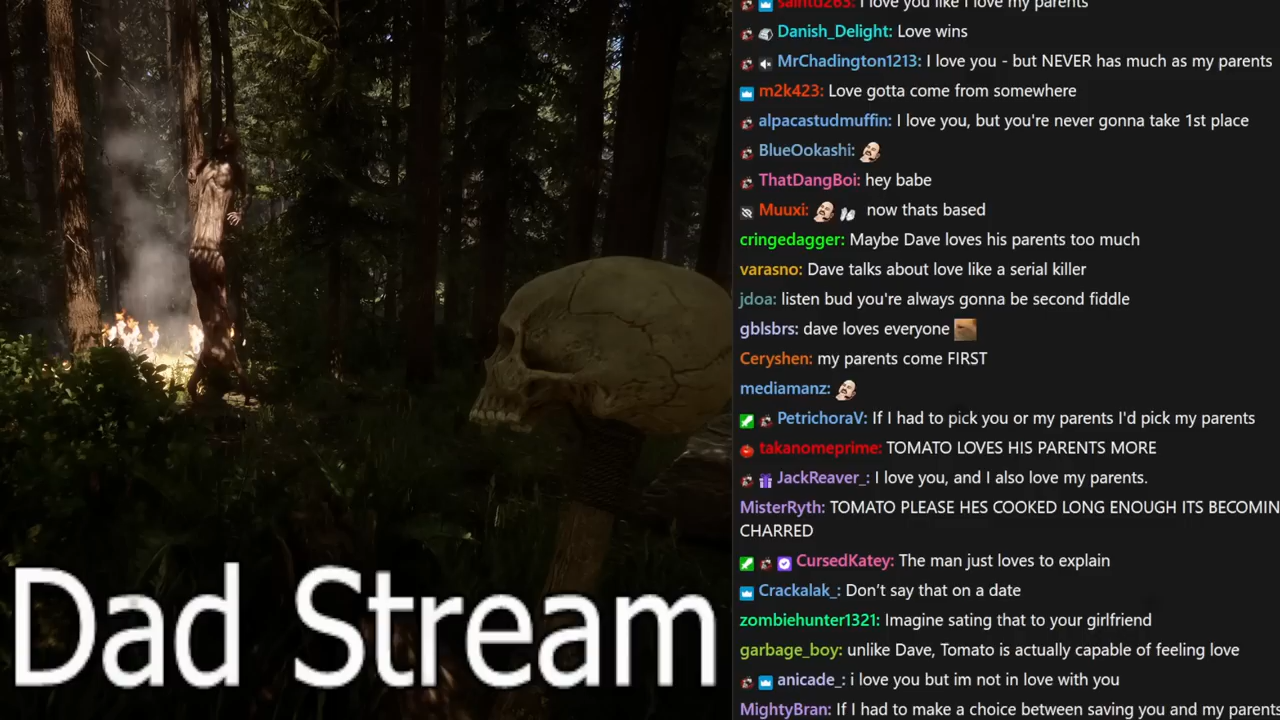 saintd263: I love you like I love my parents
Danish_Delight: Love wins
MrChadington1213: I love you - but NEVER has much as my parents
m2k423: Love gotta come from somewhere
alpacastudmuffin: I love you, but you're never gonna take 1st place
BlueOokashi:
ThatDangBoi: hey babe
Muuxi: now thats based
cringedagger: Maybe Dave loves his parents too much
varasno: Dave talks about love like a serial killer
jdoa: listen bud you're always gonna be second fiddle
gblsbrs: dave loves everyone
Ceryshen: my parents come FIRST
mediamanz:
PetrichoraV: If I had to pick you or my parents I'd pick my parents
takanomeprime: TOMATO LOVES HIS PARENTS MORE
JackReaver_: I love you, and I also love my parents.
MisterRyth: TOMATO PLEASE HES COOKED LONG ENOUGH ITS BECOMIN
CHARRED
CursedKatey: The man just loves to explain
Crackalak_: Don't say that on a date
zombiehunter1321: Imagine sating that to your girlfriend
garbage_boy: unlike Dave, Tomato is actually capable of feeling love
anicade_: i love you but im not in love with you
MightyBran: If I had to make a choice between saving you and my parents
Dad Stream